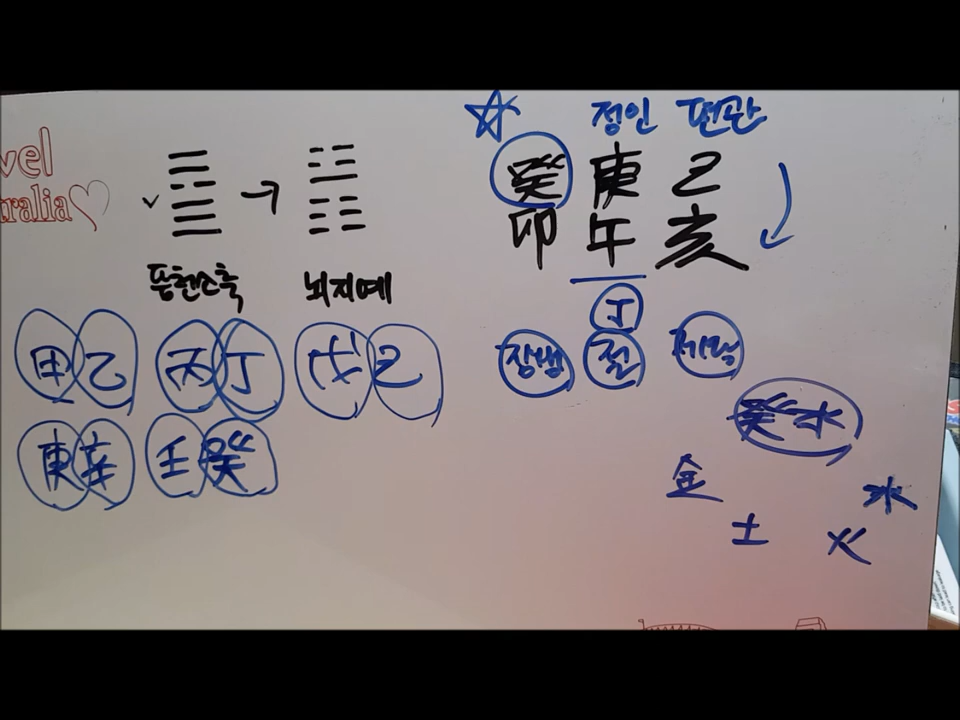 vel
tralia
풍천소축 뇌지예
甲乙 丙丁 戊己
庚辛 壬癸
정인 편관
癸 庚 己
卯 午 亥
丁
장생 절 제왕
癸水
金 土 火 水